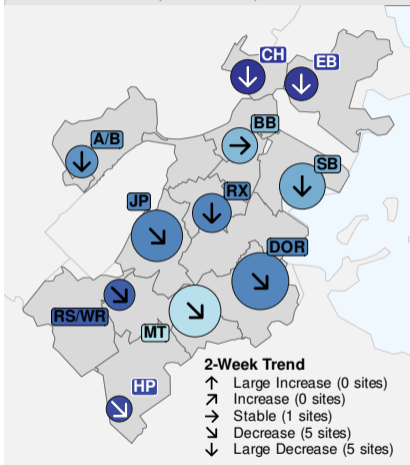 CH
EB
BB
A/B
SB
RX
JP
DOR
RS/WR
MT
HP
2-Week Trend
↑ Large Increase (0 sites)
↗ Increase (0 sites)
→ Stable (1 sites)
↘ Decrease (5 sites)
↓ Large Decrease (5 sites)